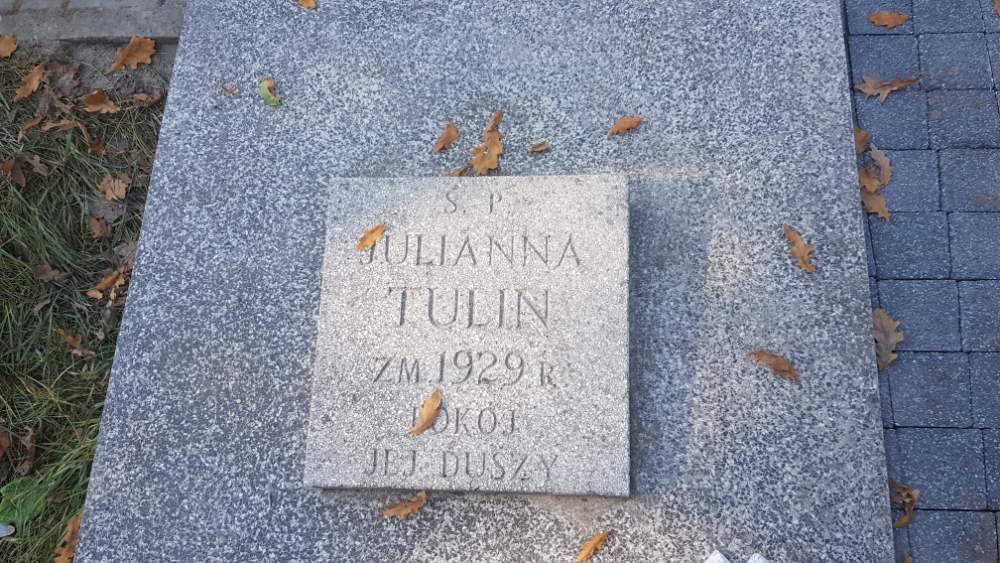 Ś. P.
JULIANNA
TULIN
ZM. 1929 R.
POKÓJ
JEJ DUSZY